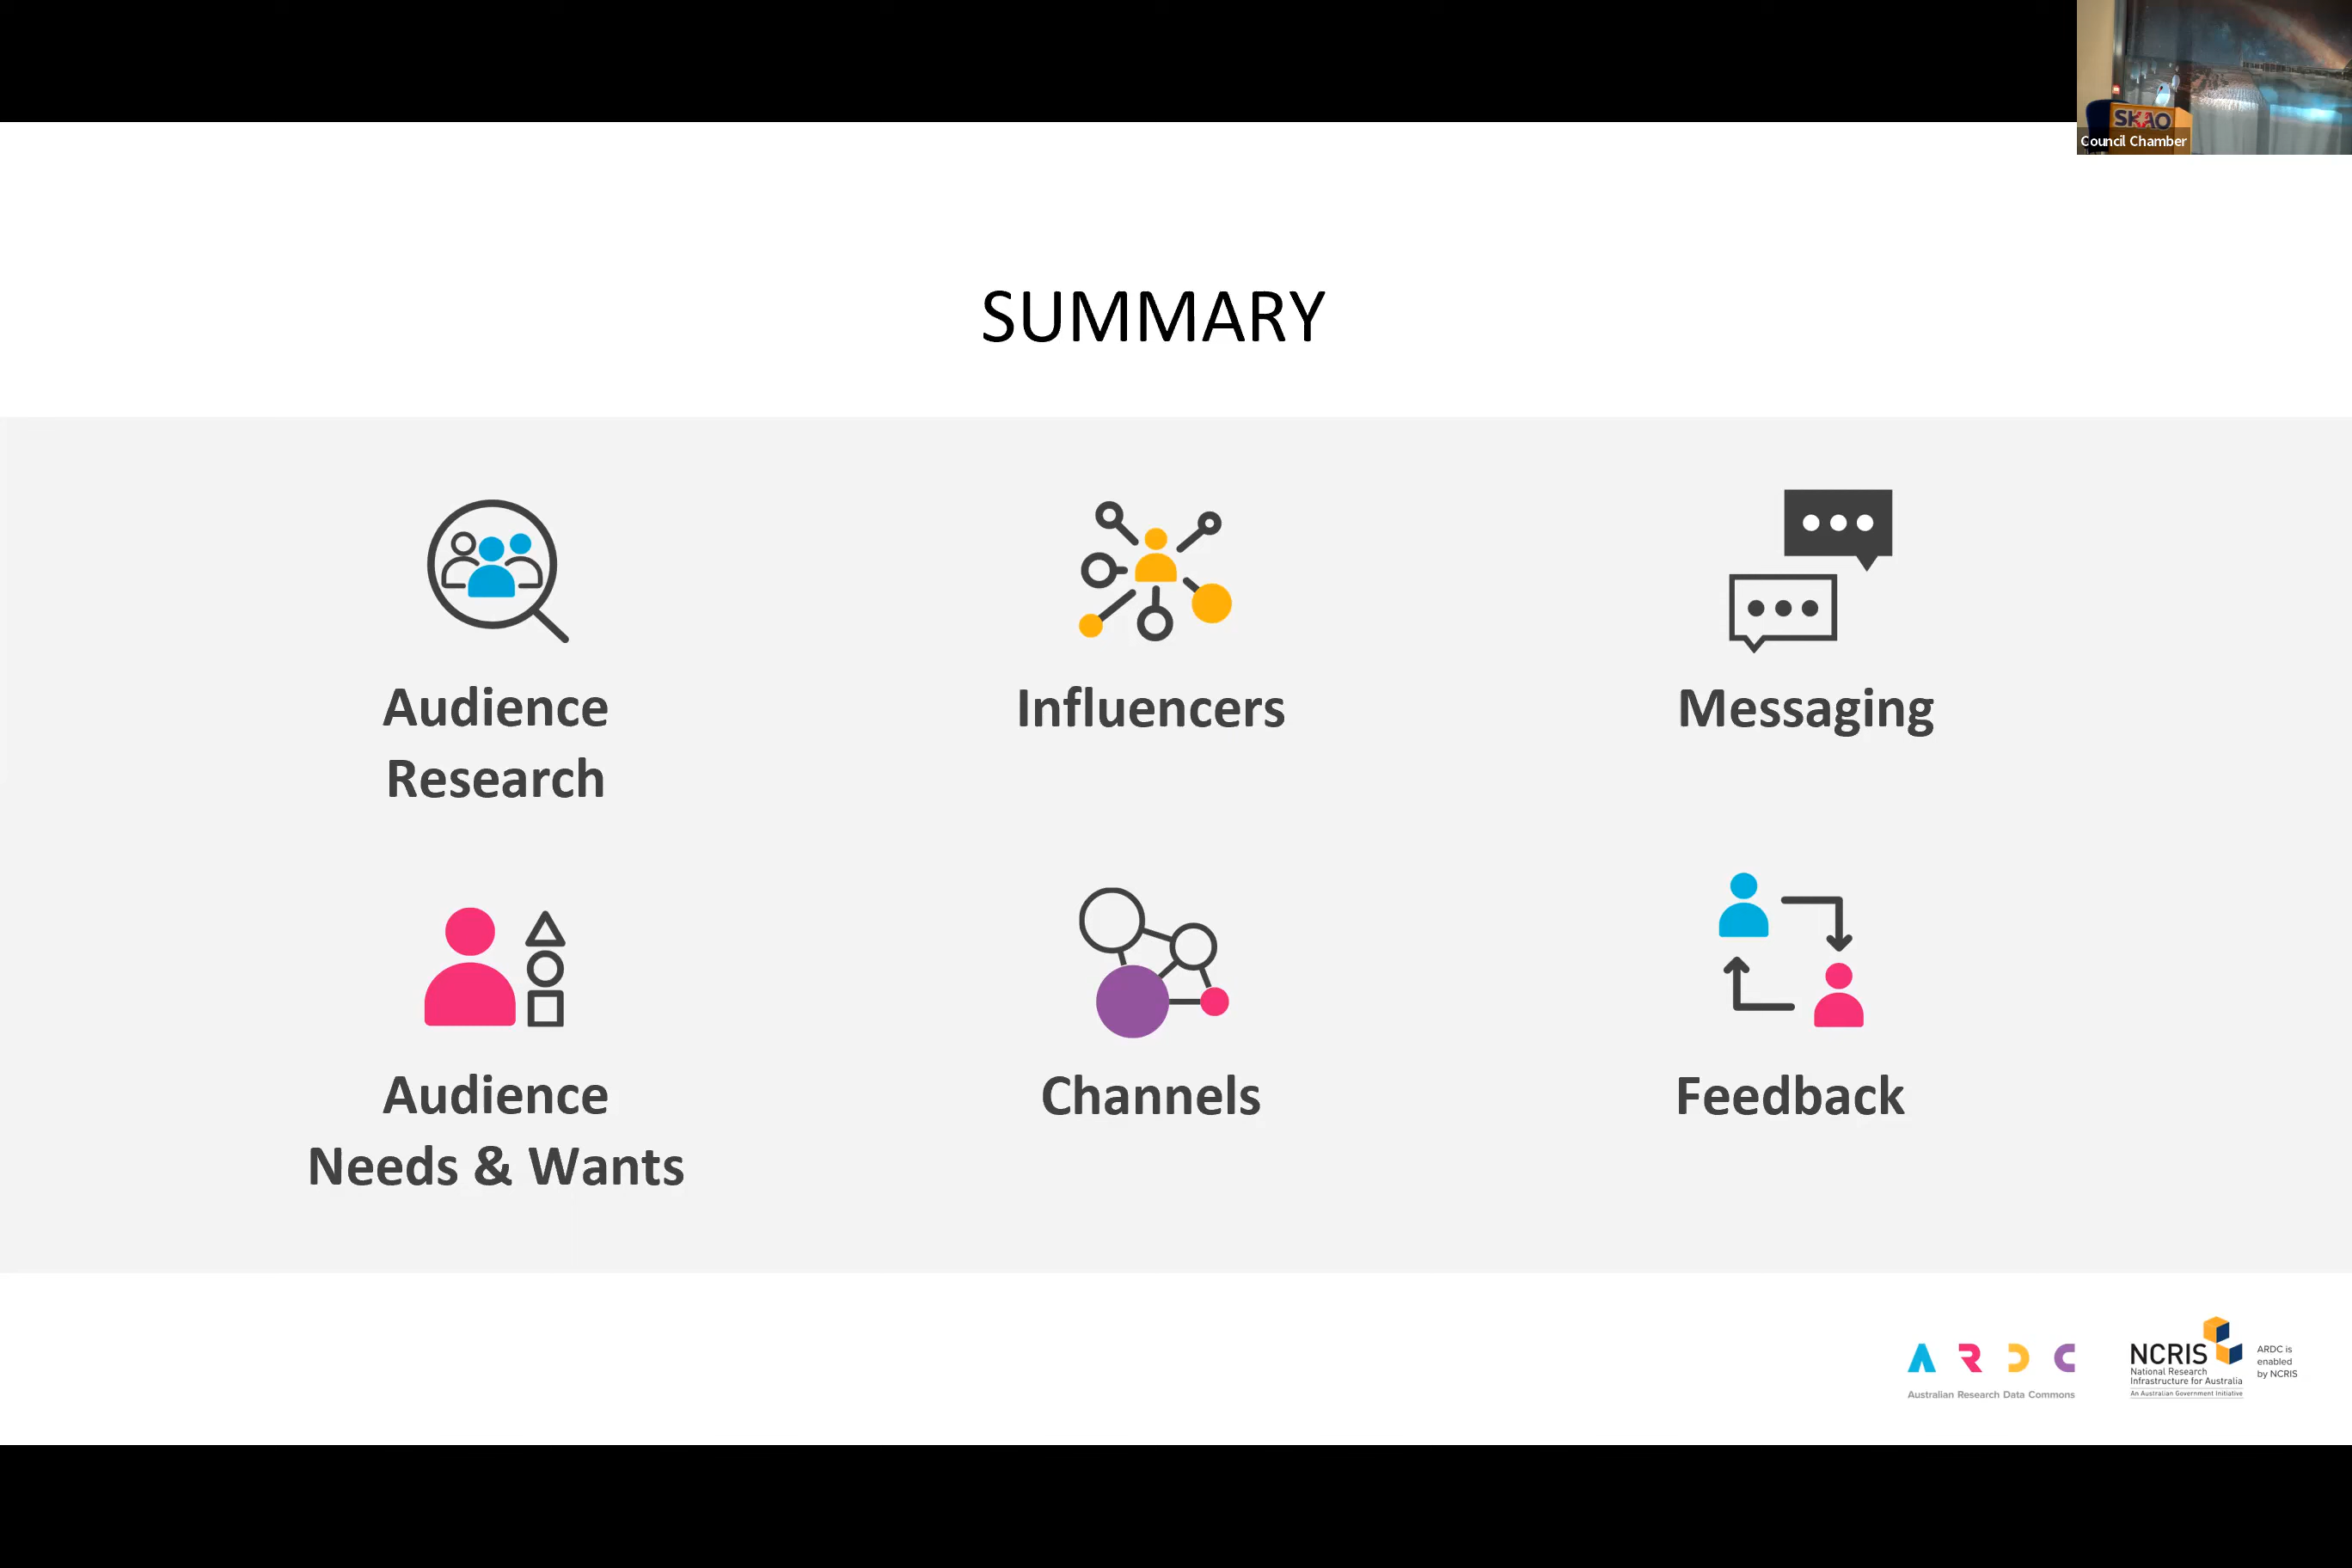 SKAO
Council Chamber
SUMMARY
Audience
Research
Influencers
Messaging
Audience
Needs & Wants
Channels
Feedback
ARDC
Australian Research Data Commons
NCRIS
National Research
Infrastructure for Australia
An Australian Government Initiative
ARDC is
enabled
by NCRIS